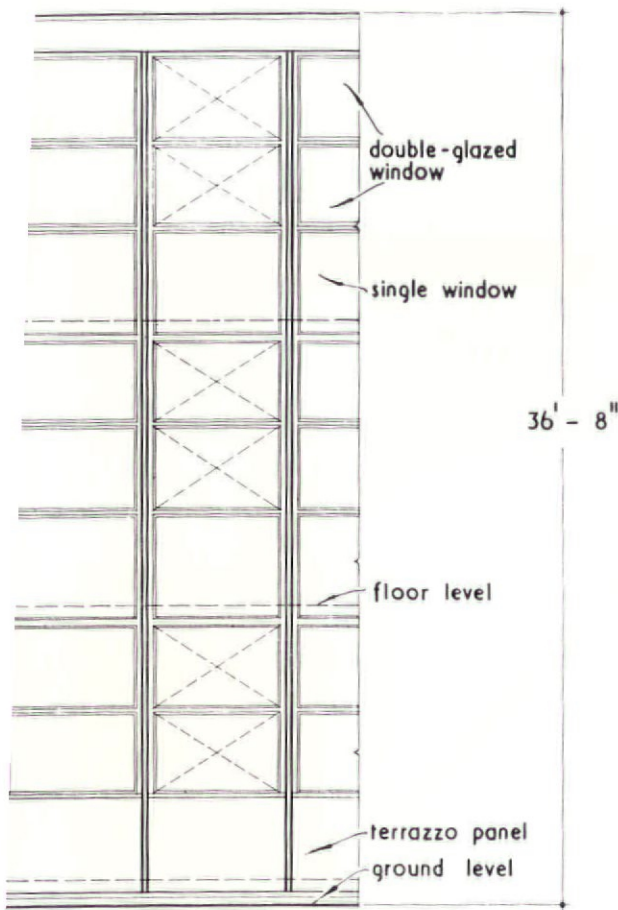 double-glazed
window
single window
36' - 8"
floor level
terrazzo panel
ground level